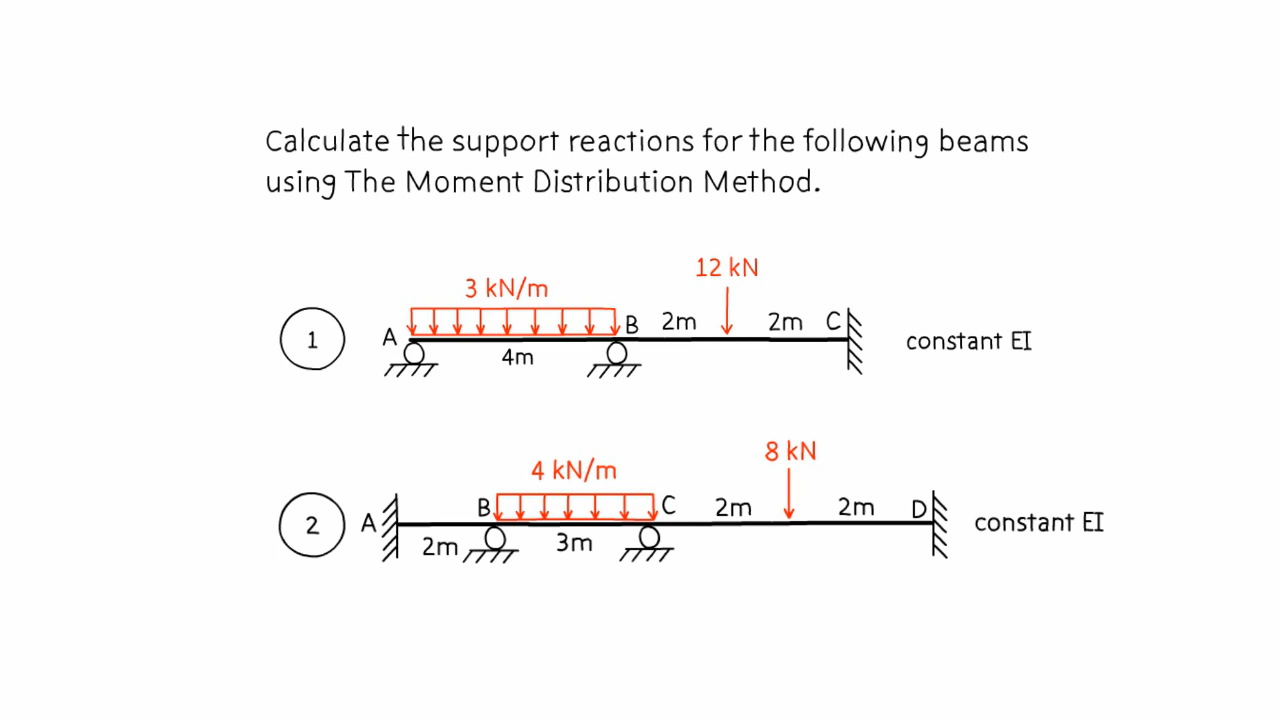 Calculate the support reactions for the following beams
using The Moment Distribution Method.
12 kN
3 kN/m
1 A B 2m 2m C constant EI
4m
8 kN
4 kN/m
2 A B C 2m 2m D constant EI
2m 3m